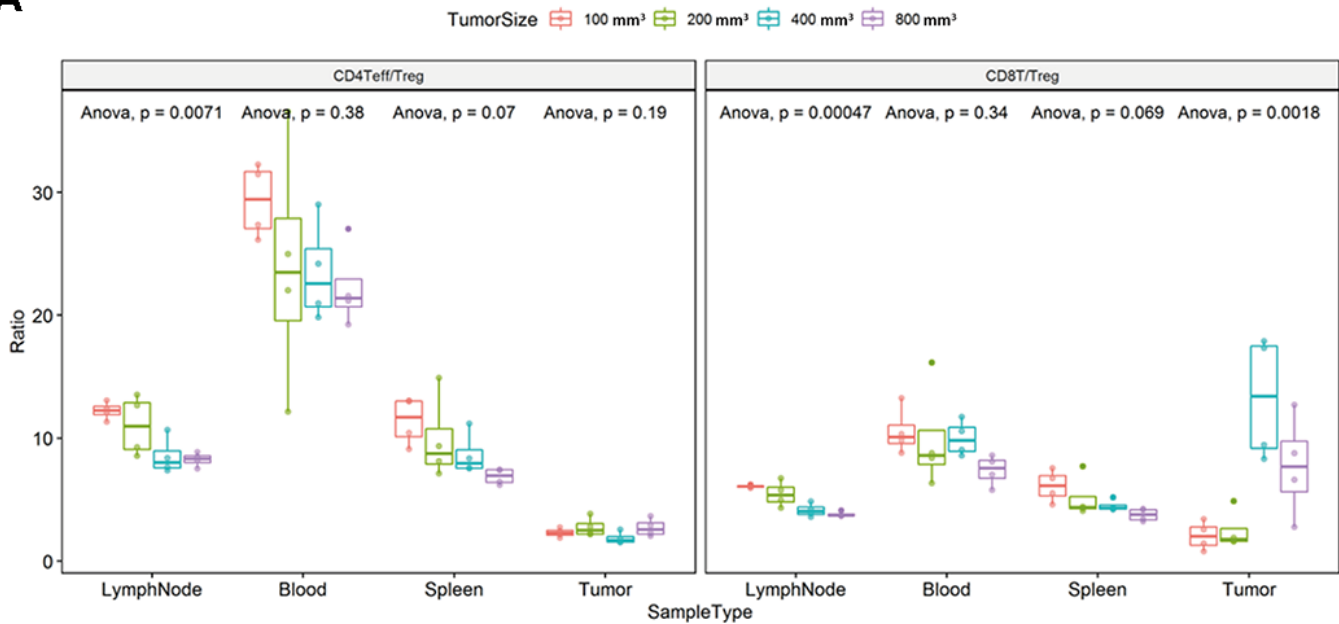 A
TumorSize 100 mm³ 200 mm³ 400 mm³ 800 mm³
CD4Teff/Treg CD8T/Treg
Anova, p = 0.0071 Anova, p = 0.38 Anova, p = 0.07 Anova, p = 0.19 Anova, p = 0.00047 Anova, p = 0.34 Anova, p = 0.069 Anova, p = 0.0018
30
20
10
0
Ratio
LymphNode Blood Spleen Tumor LymphNode Blood Spleen Tumor
SampleType